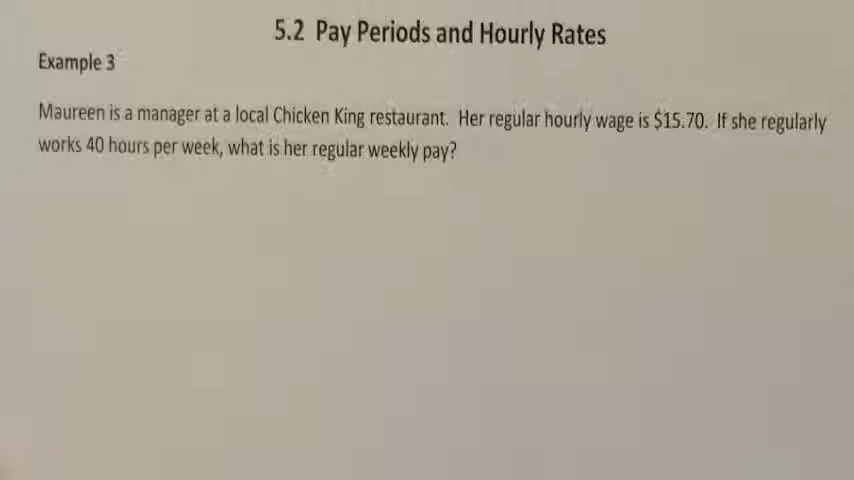 5.2 Pay Periods and Hourly Rates
Example 3
Maureen is a manager at a local Chicken King restaurant. Her regular hourly wage is $15.70. If she regularly
works 40 hours per week, what is her regular weekly pay?